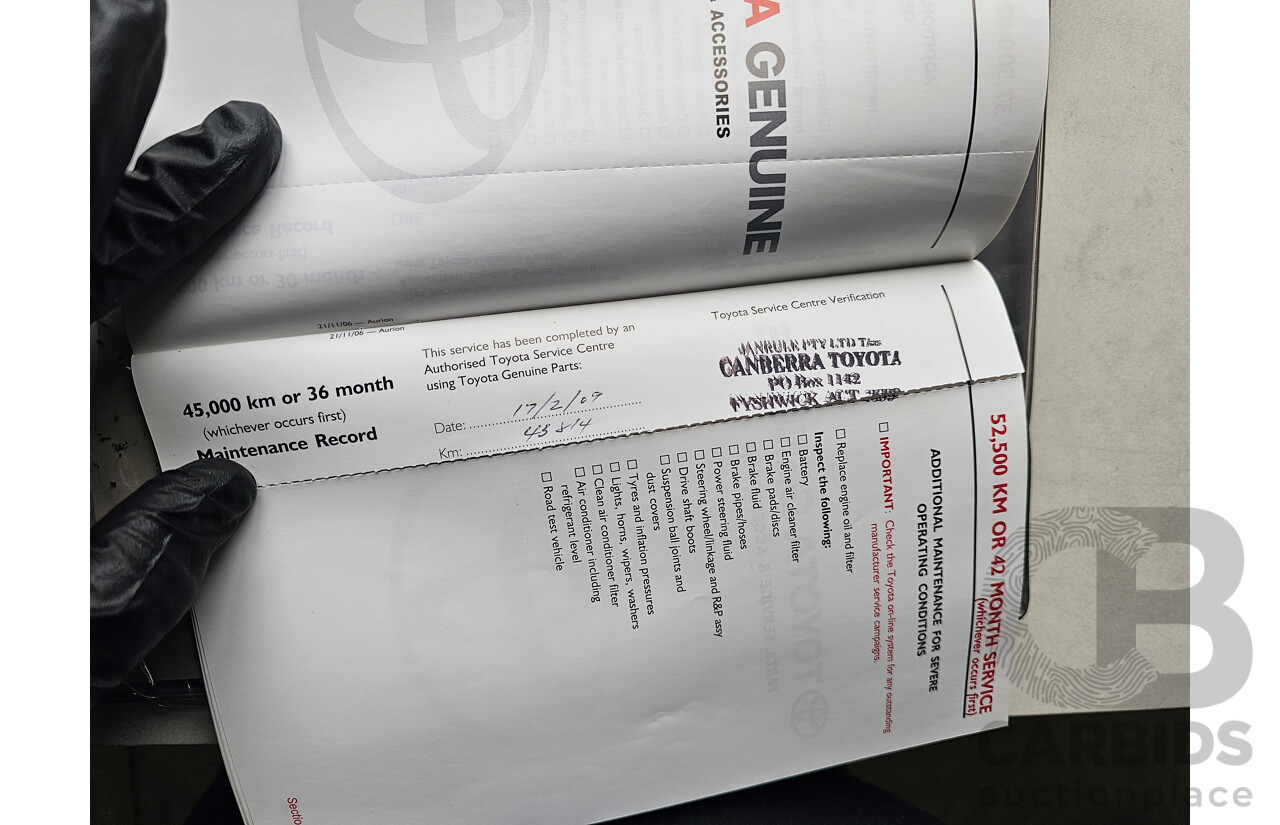 A GENUINE
ACCESSORIES
21/11/06 — Aurion
21/11/06 — Aurion
45,000 km or 36 month
(whichever occurs first)
Maintenance Record
This service has been completed by an
Authorised Toyota Service Centre
using Toyota Genuine Parts:
Date: 17/2/09
Km:
Toyota Service Centre Verification
JANRULE PTY LTD T/as
CANBERRA TOYOTA
PO Box 1142
FYSHWICK ACT
52,500 KM OR 42 MONTH SERVICE
(whichever occurs first)
ADDITIONAL MAINTENANCE FOR SEVERE
OPERATING CONDITIONS
☐ IMPORTANT: Check the Toyota on-line system for any outstanding
manufacturer service campaigns.
☐ Replace engine oil and filter
Inspect the following:
☐ Battery
☐ Engine air cleaner filter
☐ Brake pads/discs
☐ Brake fluid
☐ Brake pipes/hoses
☐ Power steering fluid
☐ Steering wheel/linkage and R&P assy
☐ Drive shaft boots
☐ Suspension ball joints and
dust covers
☐ Tyres and inflation pressures
☐ Lights, horns, wipers, washers
☐ Clean air conditioner filter
☐ Air conditioner including
refrigerant level
☐ Road test vehicle
Sectio
CARBIDS
auctionplace